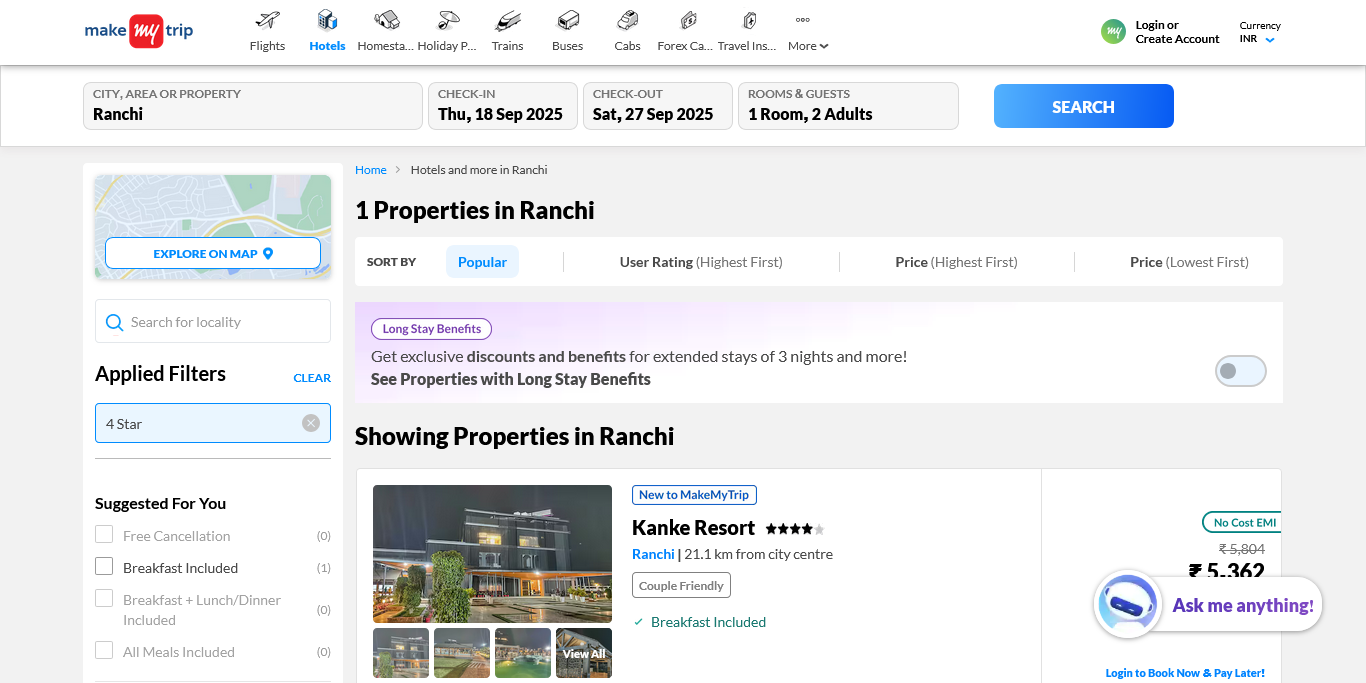 make my trip
Flights
Hotels
Homesta...
Holiday P...
Trains
Buses
Cabs
Forex Ca...
Travel Ins...
More
my
Login or
Create Account
Currency
INR
CITY, AREA OR PROPERTY
Ranchi
CHECK-IN
Thu, 18 Sep 2025
CHECK-OUT
Sat, 27 Sep 2025
ROOMS & GUESTS
1 Room, 2 Adults
SEARCH
EXPLORE ON MAP
Search for locality
Applied Filters
CLEAR
4 Star
Suggested For You
Free Cancellation (0)
Breakfast Included (1)
Breakfast + Lunch/Dinner
Included (0)
All Meals Included (0)
Home > Hotels and more in Ranchi
1 Properties in Ranchi
SORT BY
Popular
User Rating (Highest First)
Price (Highest First)
Price (Lowest First)
Long Stay Benefits
Get exclusive discounts and benefits for extended stays of 3 nights and more!
See Properties with Long Stay Benefits
Showing Properties in Ranchi
View All
New to MakeMyTrip
Kanke Resort
Ranchi | 21.1 km from city centre
Couple Friendly
Breakfast Included
No Cost EMI
₹ 5,804
₹ 5,362
Ask me anything!
Login to Book Now & Pay Later!